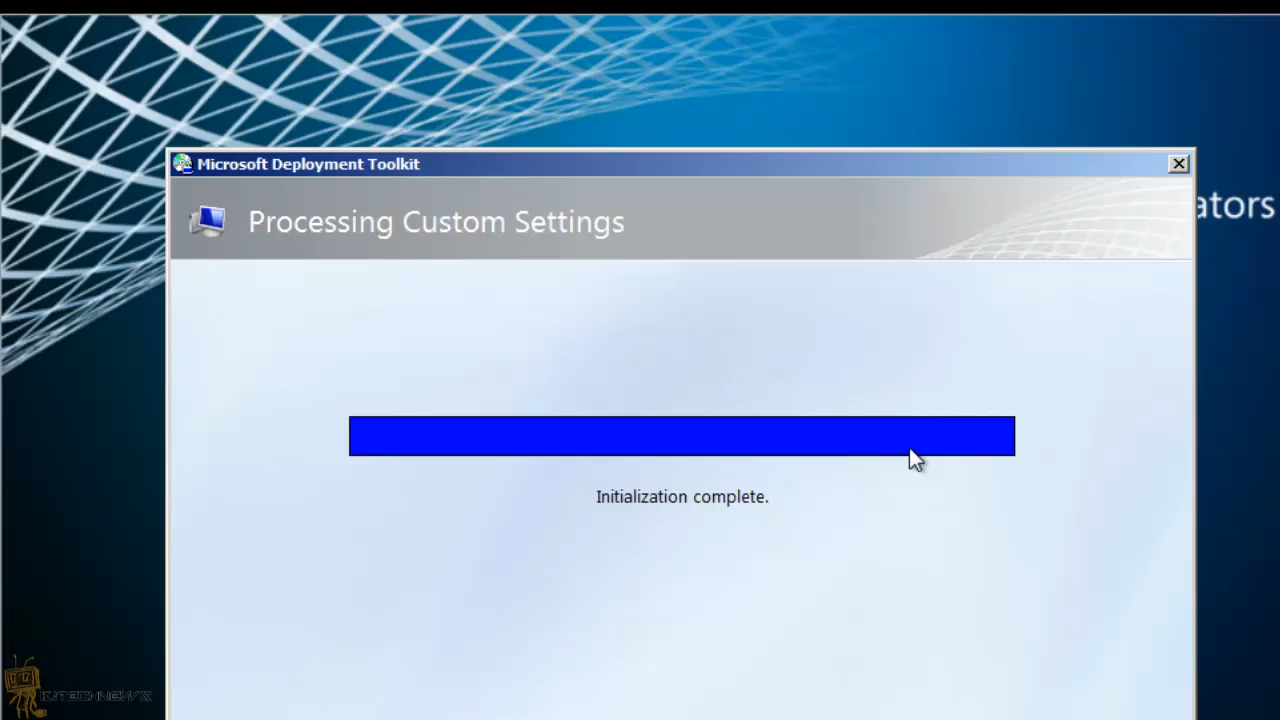 Microsoft Deployment Toolkit
ators
Processing Custom Settings
Initialization complete.